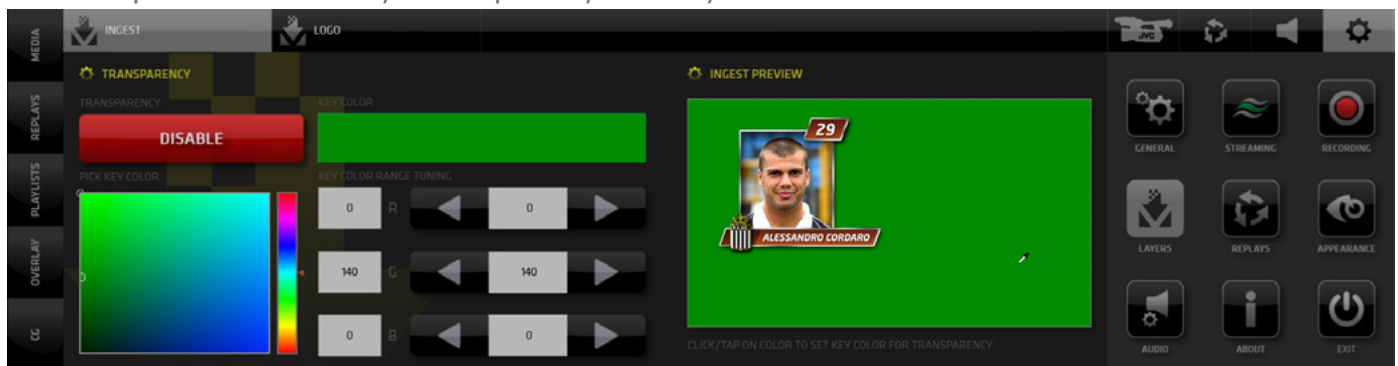 MEDIA
REPLAYS
PLAYLISTS
OVERLAY
CG
INGEST
LOGO
JVC
TRANSPARENCY
TRANSPARENCY
DISABLE
KEY COLOR
PICK KEY COLOR
KEY COLOR RANGE TUNING
0 R 0
140 G 140
0 B 0
INGEST PREVIEW
29
ALESSANDRO CORDARO
CLICK/TAP ON COLOR TO SET KEY COLOR FOR TRANSPARENCY
GENERAL STREAMING RECORDING
LAYERS REPLAYS APPEARANCE
AUDIO ABOUT EXIT